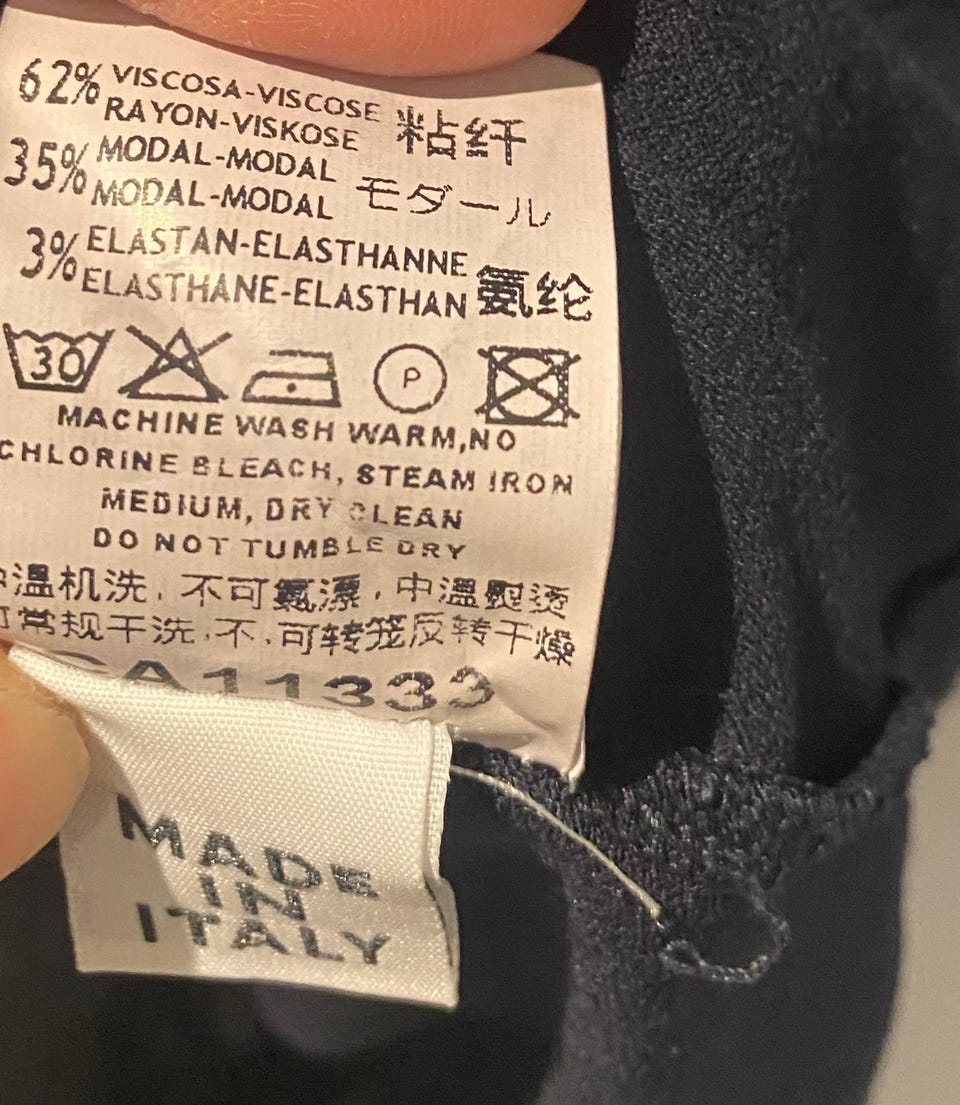 62% VISCOSA-VISCOSE
RAYON-VISKOSE 粘纤
35% MODAL-MODAL
MODAL-MODAL モダール
3% ELASTAN-ELASTHANNE
ELASTHANE-ELASTHAN 氨纶
30 P
MACHINE WASH WARM,NO
CHLORINE BLEACH, STEAM IRON
MEDIUM, DRY CLEAN
DO NOT TUMBLE DRY
温机洗,不可氯漂,中温熨烫
常规干洗,不,可转笼反转干燥
CA11333
MADE
IN
ITALY